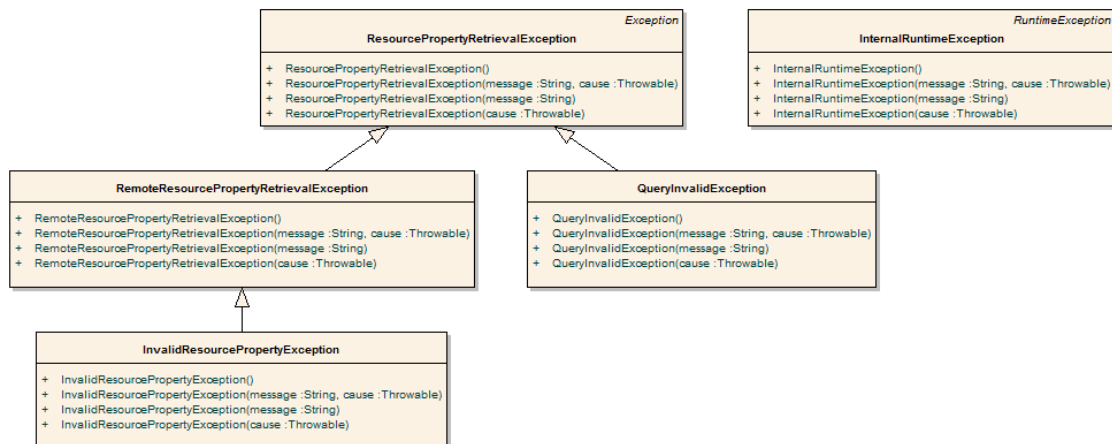 Exception
ResourcePropertyRetrievalException
+ ResourcePropertyRetrievalException()
+ ResourcePropertyRetrievalException(message :String, cause :Throwable)
+ ResourcePropertyRetrievalException(message :String)
+ ResourcePropertyRetrievalException(cause :Throwable)
RuntimeException
InternalRuntimeException
+ InternalRuntimeException()
+ InternalRuntimeException(message :String, cause :Throwable)
+ InternalRuntimeException(message :String)
+ InternalRuntimeException(cause :Throwable)
RemoteResourcePropertyRetrievalException
+ RemoteResourcePropertyRetrievalException()
+ RemoteResourcePropertyRetrievalException(message :String, cause :Throwable)
+ RemoteResourcePropertyRetrievalException(message :String)
+ RemoteResourcePropertyRetrievalException(cause :Throwable)
QueryInvalidException
+ QueryInvalidException()
+ QueryInvalidException(message :String, cause :Throwable)
+ QueryInvalidException(message :String)
+ QueryInvalidException(cause :Throwable)
InvalidResourcePropertyException
+ InvalidResourcePropertyException()
+ InvalidResourcePropertyException(message :String, cause :Throwable)
+ InvalidResourcePropertyException(message :String)
+ InvalidResourcePropertyException(cause :Throwable)